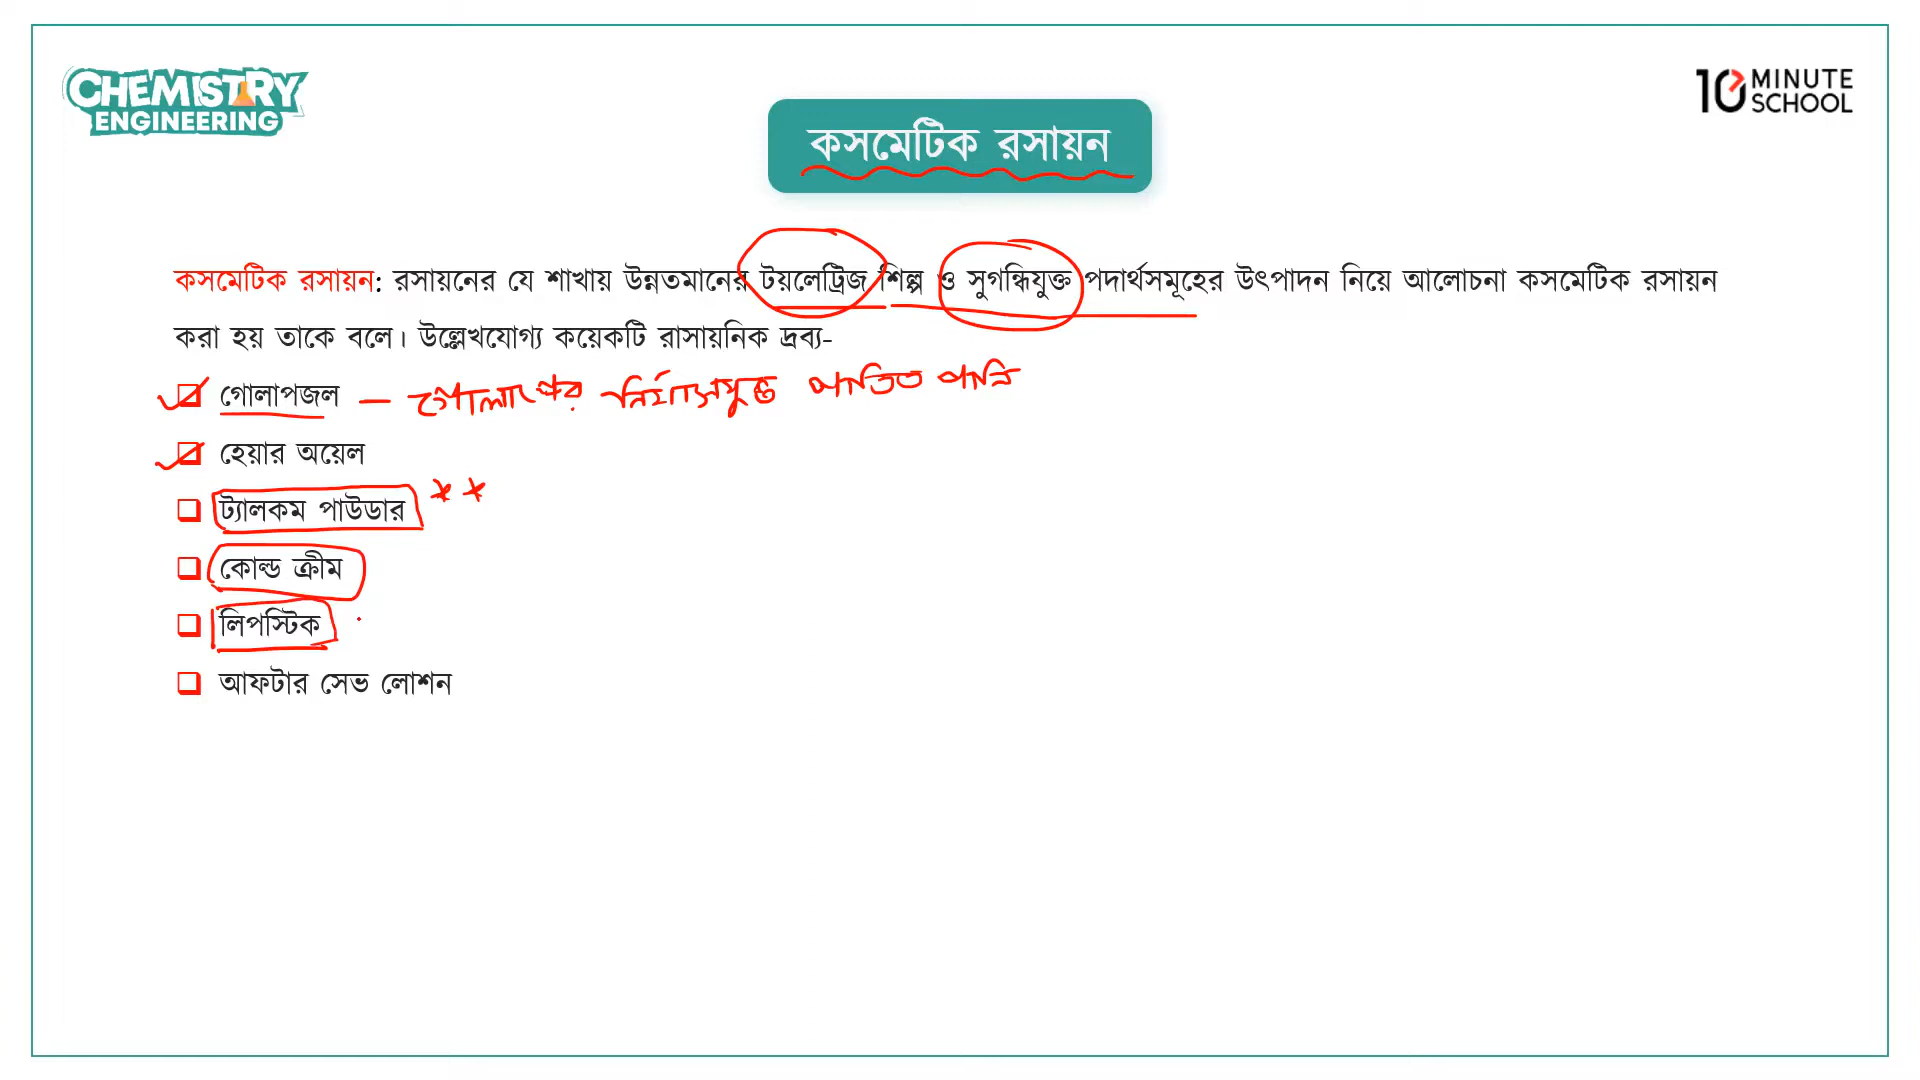 CHEMISTRY
ENGINEERING
10 MINUTE SCHOOL
কসমেটিক রসায়ন
কসমেটিক রসায়ন: রসায়নের যে শাখায় উন্নতমানের টয়লেট্রিজ শিল্প ও সুগন্ধিযুক্ত পদার্থসমূহের উৎপাদন নিয়ে আলোচনা কসমেটিক রসায়ন
করা হয় তাকে বলে। উল্লেখযোগ্য কয়েকটি রাসায়নিক দ্রব্য-
গোলাপজল — গোলাপের নির্যাসযুক্ত পাতিত পানি
হেয়ার অয়েল
ট্যালকম পাউডার **
কোল্ড ক্রীম
লিপস্টিক
আফটার সেভ লোশন